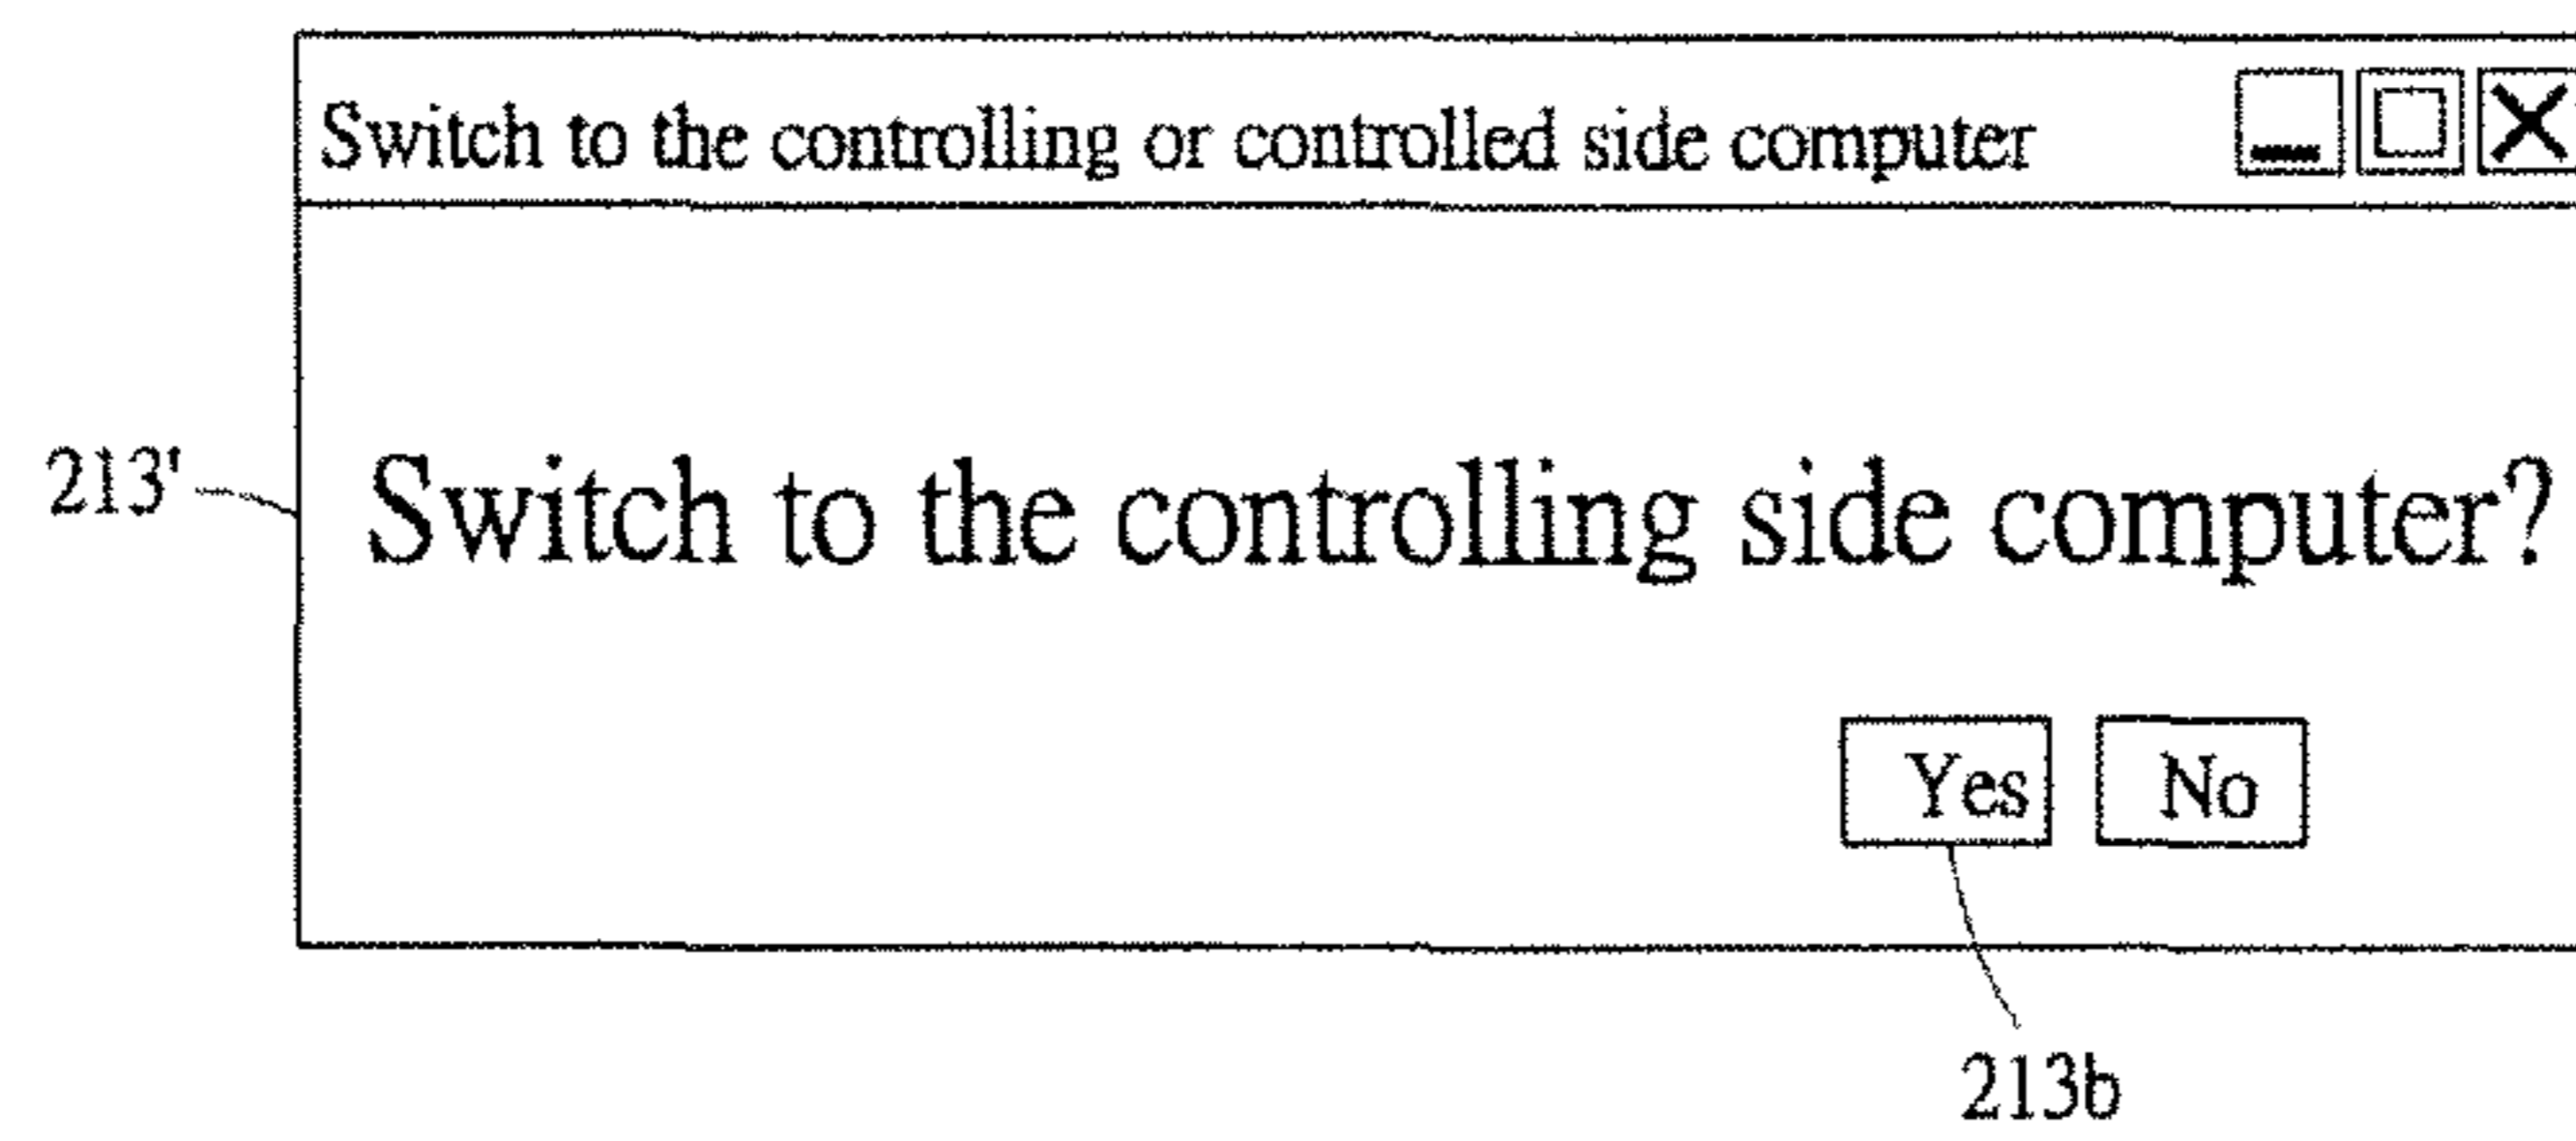 Switch to the controlling or controlled side computer
213'
Switch to the controlling side computer?
Yes No
213b